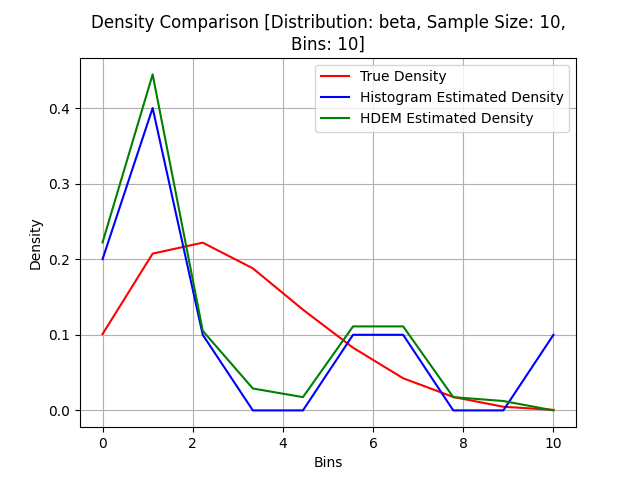 Density Comparison [Distribution: beta, Sample Size: 10,
Bins: 10]
True Density
Histogram Estimated Density
HDEM Estimated Density
Density
0.4
0.3
0.2
0.1
0.0
0 2 4 6 8 10
Bins